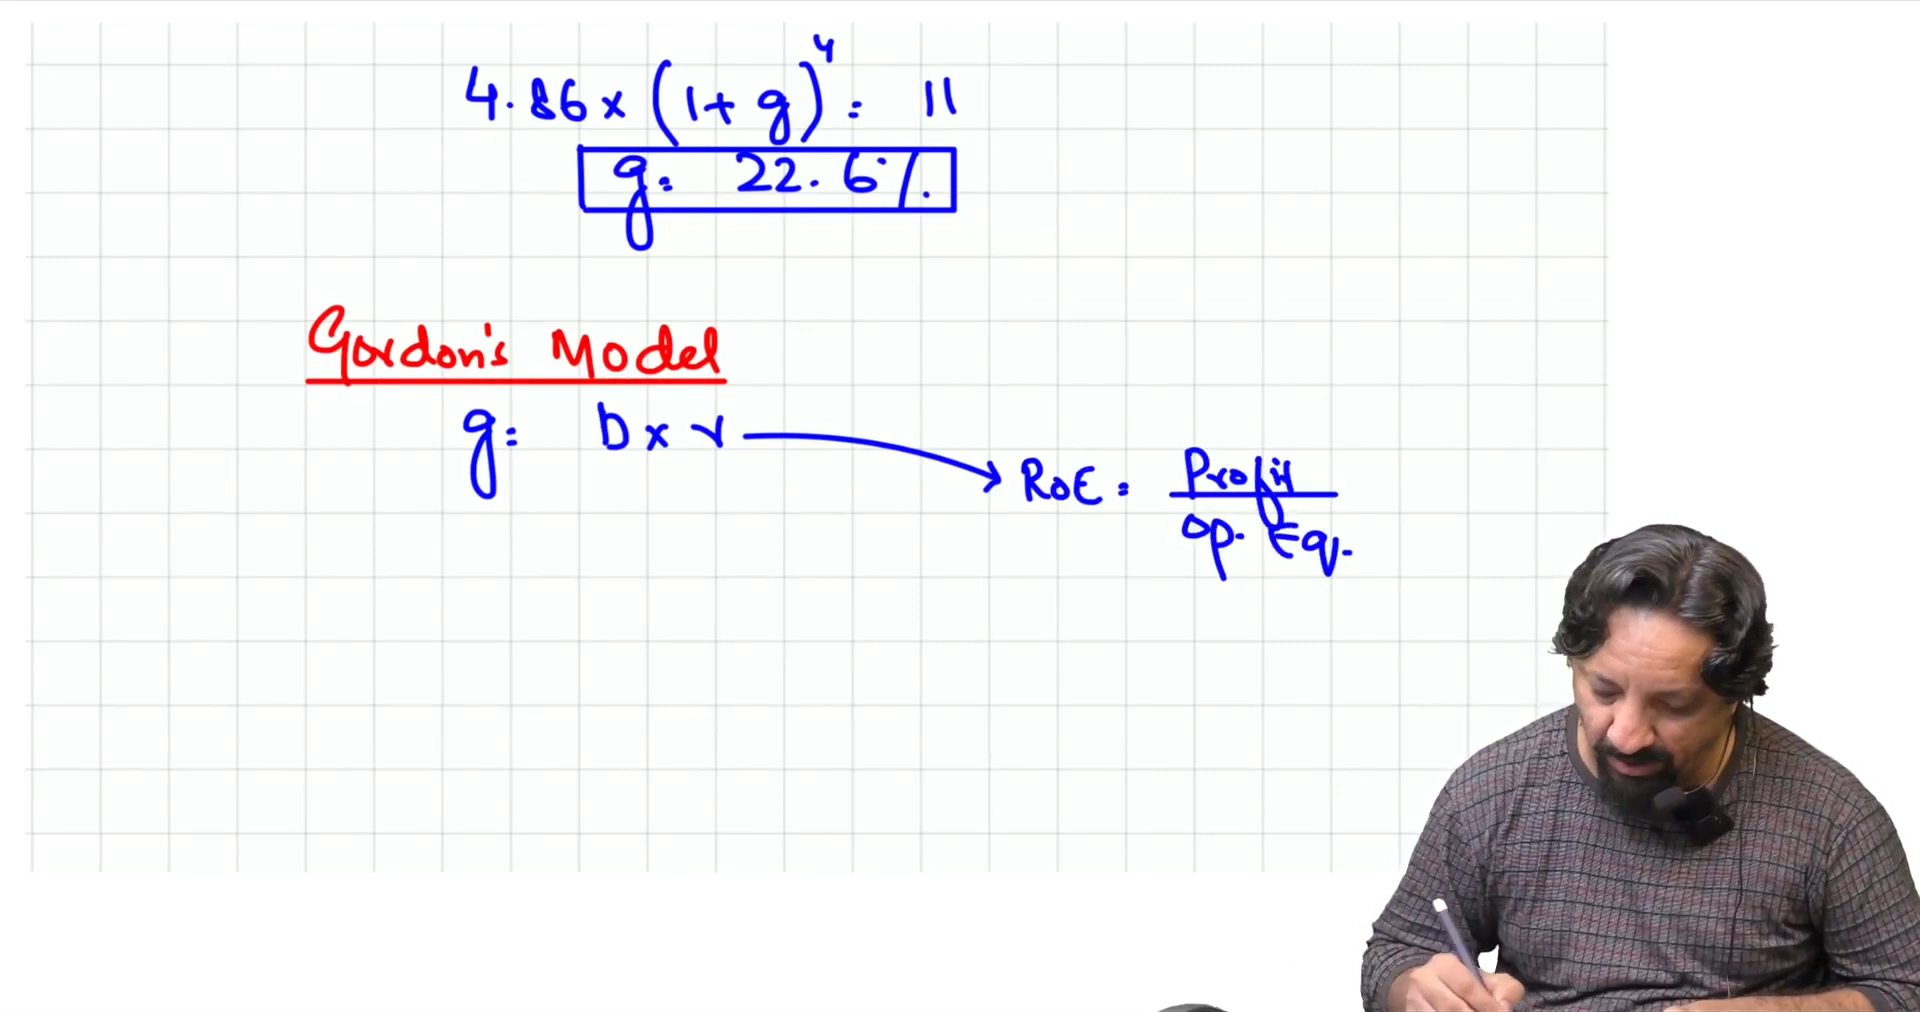 4.86 x (1 + g)^4 = 11
g = 22.6%
Gordon's Model
g = b x r
ROE = Profit / Op. Eq.